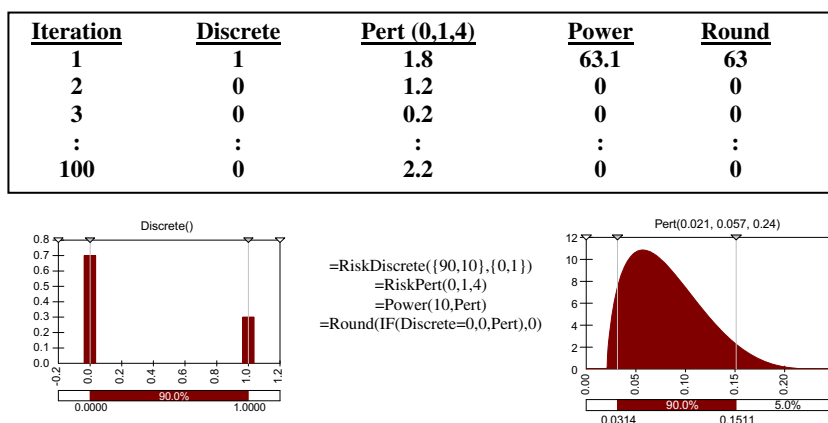 Iteration Discrete Pert (0,1,4) Power Round
1 1 1.8 63.1 63
2 0 1.2 0 0
3 0 0.2 0 0
: : : : :
100 0 2.2 0 0
Discrete()
0.8
0.7
0.6
0.5
0.4
0.3
0.2
0.1
0.0
-0.2 0.0 0.2 0.4 0.6 0.8 1.0 1.2
90.0%
0.0000 1.0000
=RiskDiscrete({90,10},{0,1})
=RiskPert(0,1,4)
=Power(10,Pert)
=Round(IF(Discrete=0,0,Pert),0)
Pert(0.021, 0.057, 0.24)
12
10
8
6
4
2
0
0.00 0.05 0.10 0.15 0.20
90.0% 5.0%
0.0314 0.1511